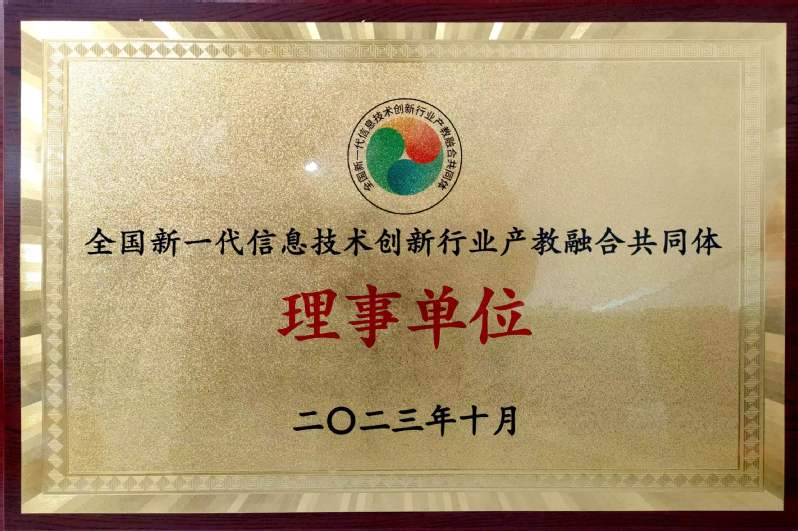 全国新一代信息技术创新行业产教融合共同体
全国新一代信息技术创新行业产教融合共同体
理事单位
二〇二三年十月